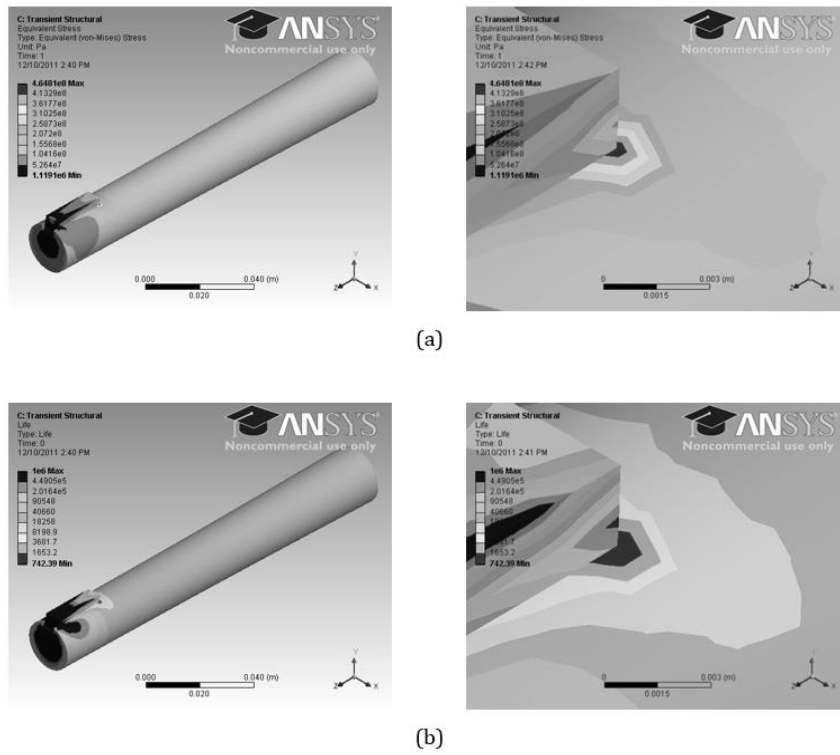 C: Transient Structural
Equivalent Stress
Type: Equivalent (von-Mises) Stress
Unit: Pa
Time: 1
12/10/2011 2:40 PM
4.6481e8 Max
4.1329e8
3.6177e8
3.1025e8
2.5873e8
2.072e8
1.5568e8
1.0416e8
5.264e7
1.1191e6 Min
ANSYS
Noncommercial use only
0.000
0.040 (m)
0.020
Y
Z
X
C: Transient Structural
Equivalent Stress
Type: Equivalent (von-Mises) Stress
Unit: Pa
Time: 1
12/10/2011 2:42 PM
4.6481e8 Max
4.1329e8
3.6177e8
3.1025e8
2.5873e8
2.072e8
1.5568e8
1.0416e8
5.264e7
1.1191e6 Min
ANSYS
Noncommercial use only
0
0.003 (m)
0.0015
Y
Z
X
(a)
C: Transient Structural
Life
Type: Life
Time: 0
12/10/2011 2:40 PM
1e6 Max
4.4905e5
2.0164e5
90548
40660
18258
8198.9
3681.7
1653.2
742.39 Min
ANSYS
Noncommercial use only
0.000
0.040 (m)
0.020
Y
Z
X
C: Transient Structural
Life
Type: Life
Time: 0
12/10/2011 2:41 PM
1e6 Max
4.4905e5
2.0164e5
90548
40660
1653.2
742.39 Min
ANSYS
Noncommercial use only
0
0.003 (m)
0.0015
Y
Z
X
(b)